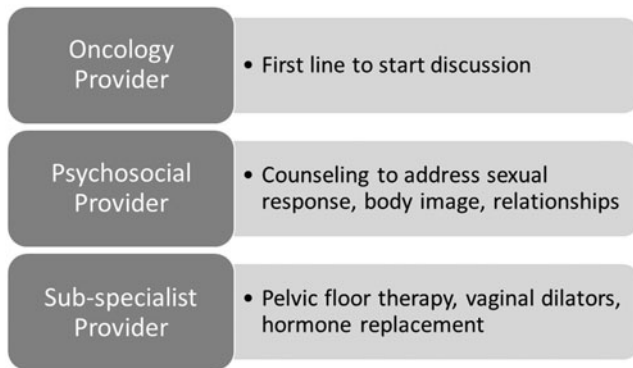 Oncology
Provider
• First line to start discussion
Psychosocial
Provider
• Counseling to address sexual
response, body image, relationships
Sub-specialist
Provider
• Pelvic floor therapy, vaginal dilators,
hormone replacement